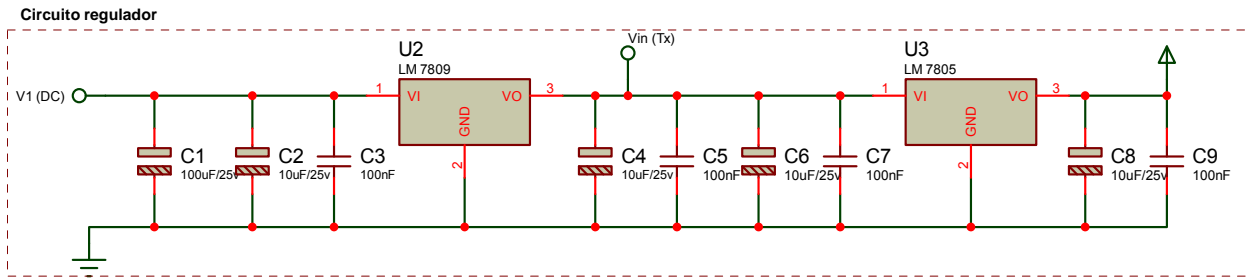 Circuito regulador
Vin (Tx)
U2
LM 7809
U3
LM 7805
V1 (DC)
1
VI
VO
3
GND
2
1
VI
VO
3
GND
2
C1
100uF/25v
C2
10uF/25v
C3
100nF
C4
10uF/25v
C5
100nF
C6
10uF/25v
C7
100nF
C8
10uF/25v
C9
100nF